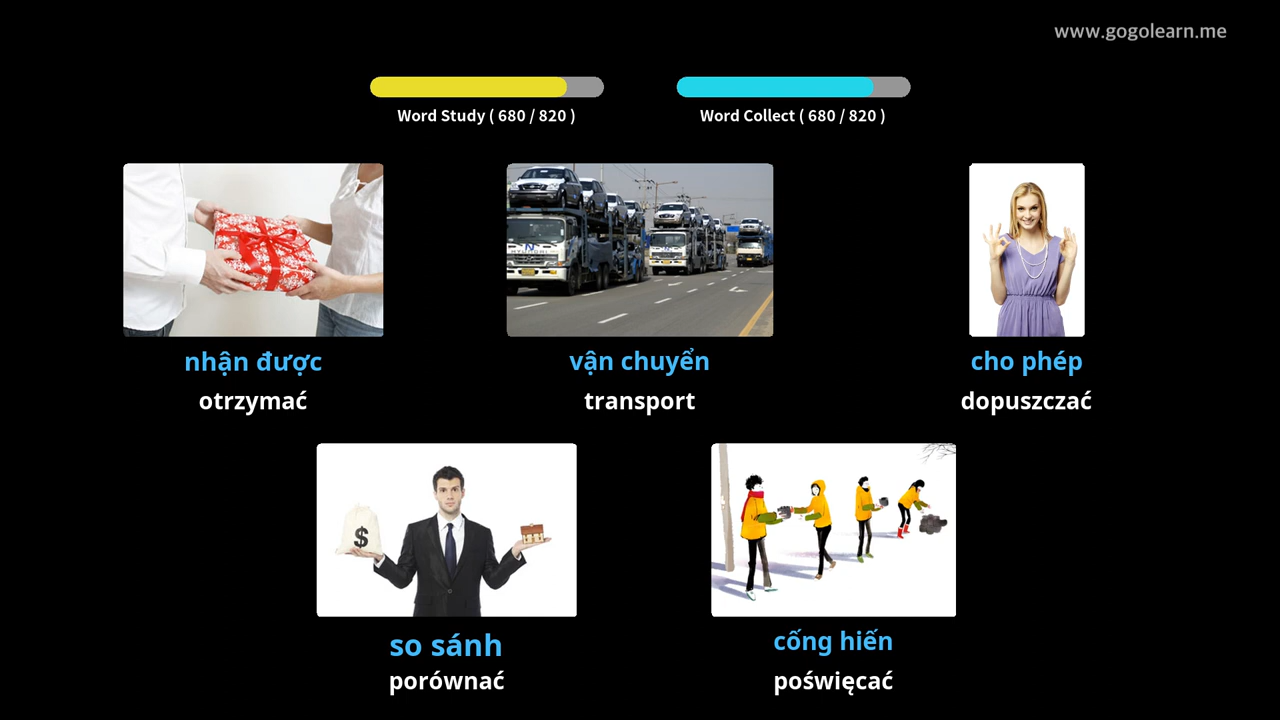 www.gogolearn.me
Word Study ( 680 / 820 )
Word Collect ( 680 / 820 )
nhận được
otrzymać
vận chuyển
transport
cho phép
dopuszczać
$
so sánh
porównać
cống hiến
poświęcać